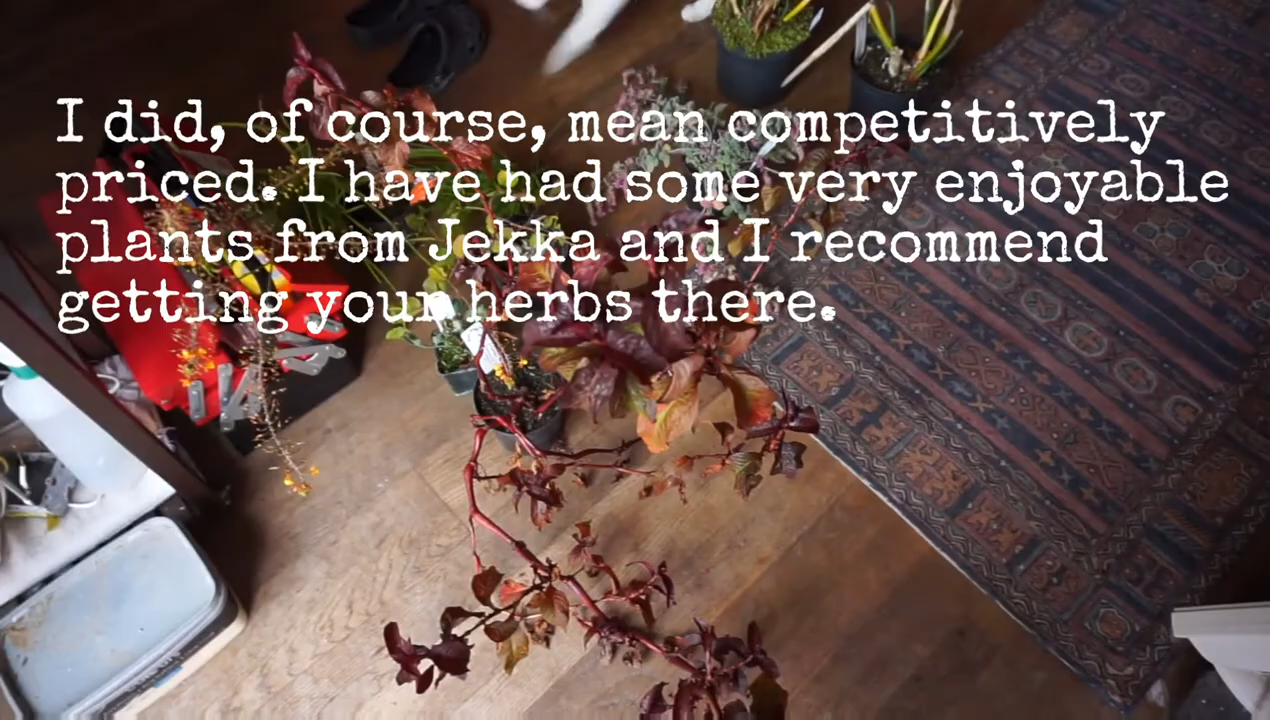 I did, of course, mean competitively
priced. I have had some very enjoyable
plants from Jekka and I recommend
getting your herbs there.